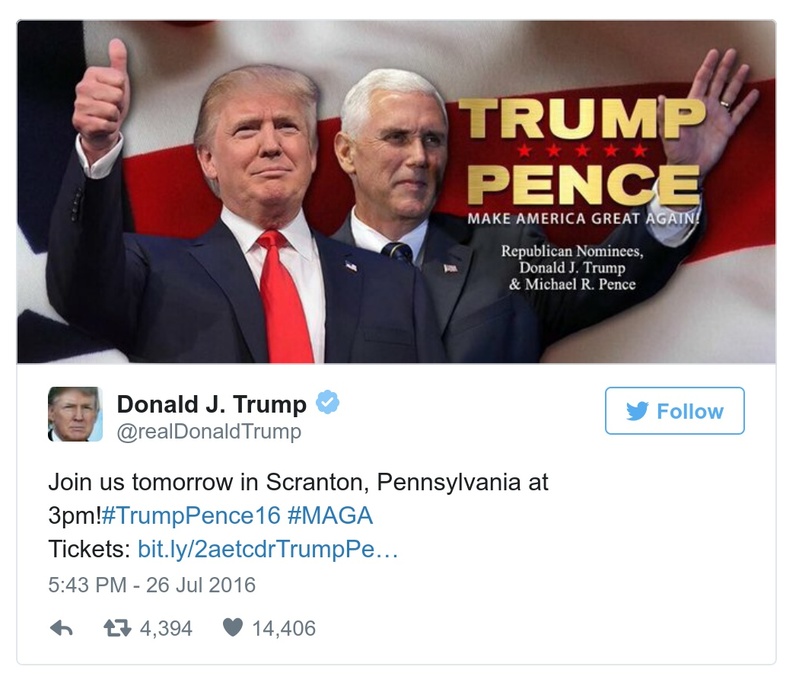 TRUMP
PENCE
MAKE AMERICA GREAT AGAIN!
Republican Nominees,
Donald J. Trump
& Michael R. Pence
Donald J. Trump
@realDonaldTrump
Follow
Join us tomorrow in Scranton, Pennsylvania at
3pm!#TrumpPence16 #MAGA
Tickets: bit.ly/2aetcdrTrumpPe…
5:43 PM - 26 Jul 2016
4,394 14,406